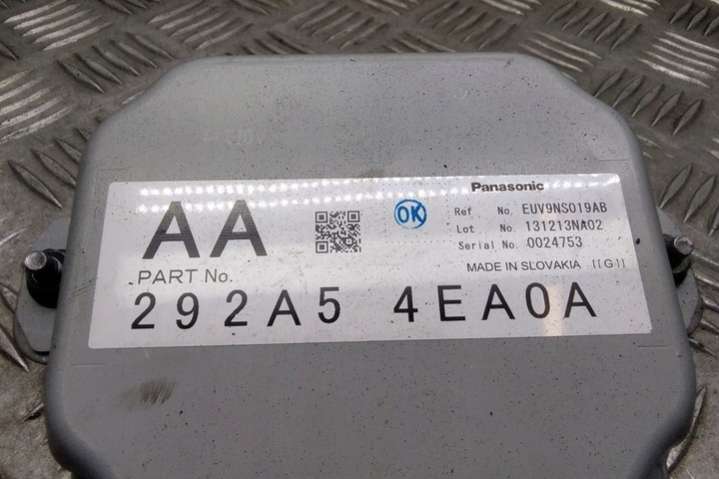 AA
OK
Panasonic
Ref No. EUV9NS019AB
Lot No. 131213NA02
Serial No. 0024753
MADE IN SLOVAKIA [[G]]
PART No.
292A5 4EA0A